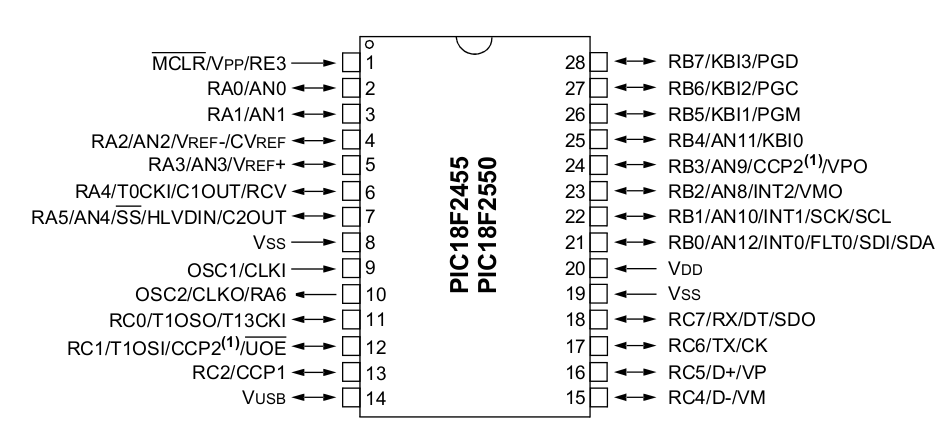 MCLR/VPP/RE3 1
RA0/AN0 2
RA1/AN1 3
RA2/AN2/VREF-/CVREF 4
RA3/AN3/VREF+ 5
RA4/T0CKI/C1OUT/RCV 6
RA5/AN4/SS/HLVDIN/C2OUT 7
VSS 8
OSC1/CLKI 9
OSC2/CLKO/RA6 10
RC0/T1OSO/T13CKI 11
RC1/T1OSI/CCP2(1)/UOE 12
RC2/CCP1 13
VUSB 14
PIC18F2455
PIC18F2550
28 RB7/KBI3/PGD
27 RB6/KBI2/PGC
26 RB5/KBI1/PGM
25 RB4/AN11/KBI0
24 RB3/AN9/CCP2(1)/VPO
23 RB2/AN8/INT2/VMO
22 RB1/AN10/INT1/SCK/SCL
21 RB0/AN12/INT0/FLT0/SDI/SDA
20 VDD
19 VSS
18 RC7/RX/DT/SDO
17 RC6/TX/CK
16 RC5/D+/VP
15 RC4/D-/VM